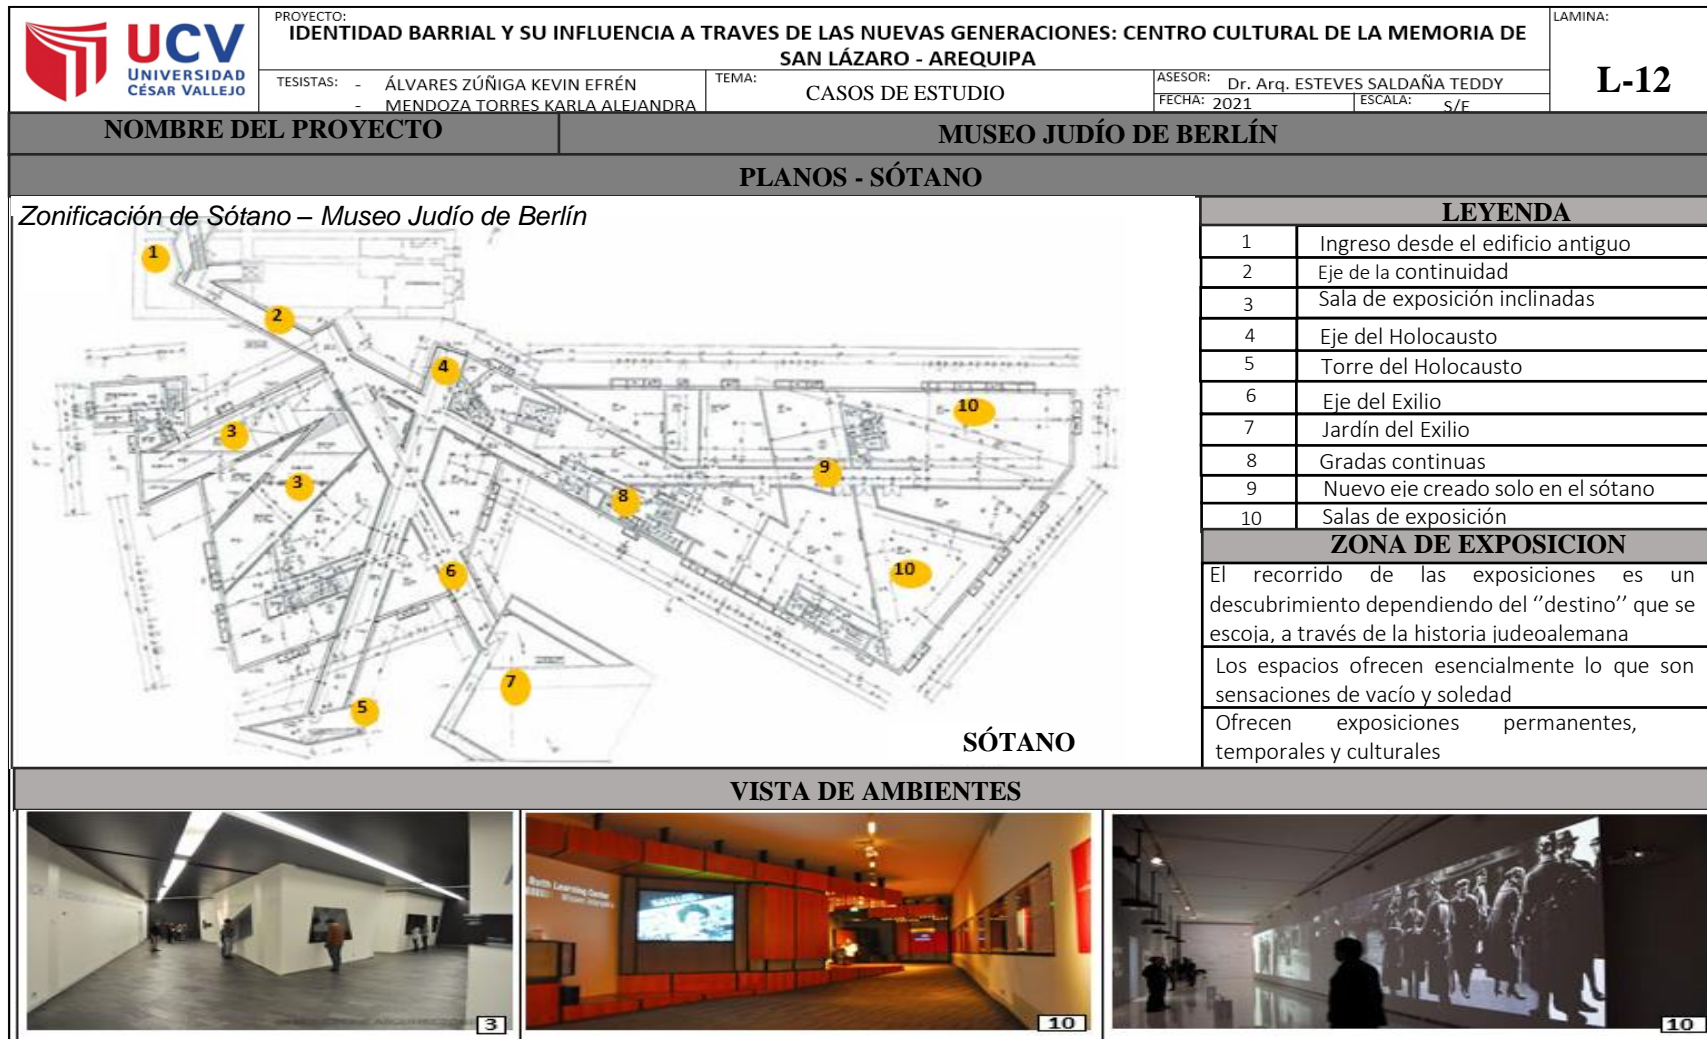 UCV
UNIVERSIDAD
CÉSAR VALLEJO
PROYECTO:
IDENTIDAD BARRIAL Y SU INFLUENCIA A TRAVES DE LAS NUEVAS GENERACIONES: CENTRO CULTURAL DE LA MEMORIA DE
SAN LÁZARO - AREQUIPA
TESISTAS: - ÁLVARES ZÚÑIGA KEVIN EFRÉN
- MENDOZA TORRES KARLA ALEJANDRA
TEMA:
CASOS DE ESTUDIO
ASESOR: Dr. Arq. ESTEVES SALDAÑA TEDDY
FECHA: 2021 ESCALA: S/E
LAMINA:
L-12
NOMBRE DEL PROYECTO
MUSEO JUDÍO DE BERLÍN
PLANOS - SÓTANO
Zonificación de Sótano – Museo Judío de Berlín
1
2
4
3
10
9
3
8
6
10
7
5
SÓTANO
LEYENDA
1 Ingreso desde el edificio antiguo
2 Eje de la continuidad
3 Sala de exposición inclinadas
4 Eje del Holocausto
5 Torre del Holocausto
6 Eje del Exilio
7 Jardín del Exilio
8 Gradas continuas
9 Nuevo eje creado solo en el sótano
10 Salas de exposición
ZONA DE EXPOSICION
El recorrido de las exposiciones es un
descubrimiento dependiendo del ‘’destino’’ que se
escoja, a través de la historia judeoalemana
Los espacios ofrecen esencialmente lo que son
sensaciones de vacío y soledad
Ofrecen exposiciones permanentes,
temporales y culturales
VISTA DE AMBIENTES
3
Learning Center
10
10